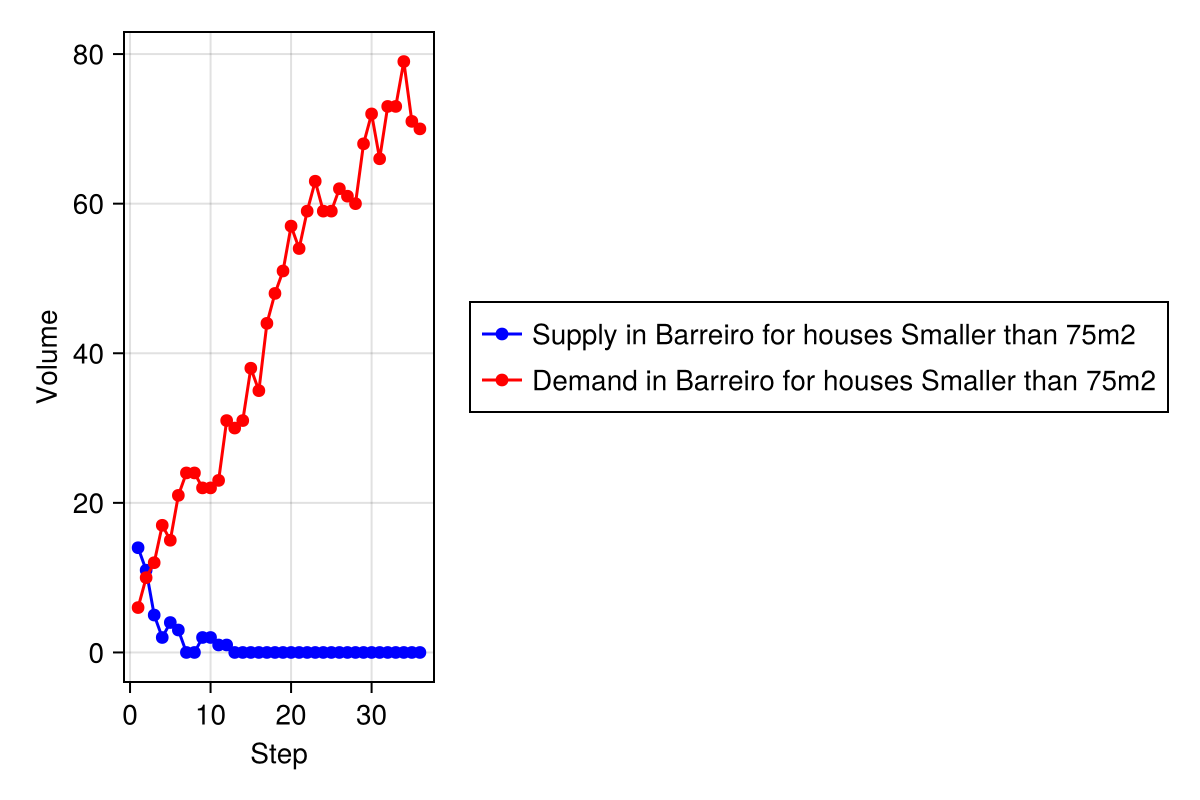 80
60
40
20
0
Volume
0 10 20 30
Step
Supply in Barreiro for houses Smaller than 75m2
Demand in Barreiro for houses Smaller than 75m2